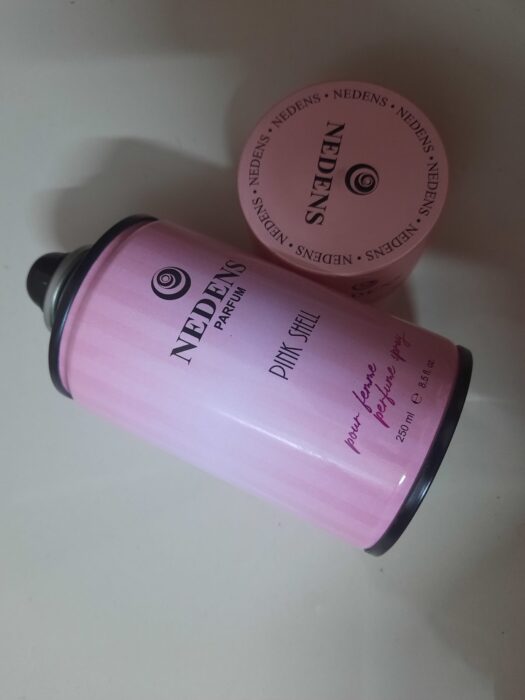 NEDENS
PARFUM
PINK SHELL
pour femme
perfume spray
250 ml ℮ 8.5 fl. oz.
NEDENS • NEDENS • NEDENS • NEDENS • NEDENS • NEDENS • NEDENS •
NEDENS